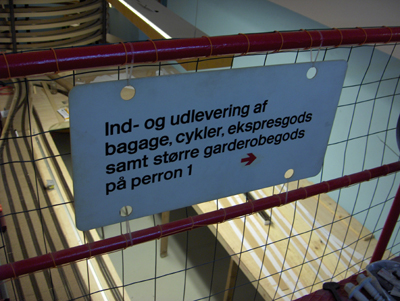 Ind- og udlevering af
bagage, cykler, ekspresgods
samt større garderobegods
på perron 1